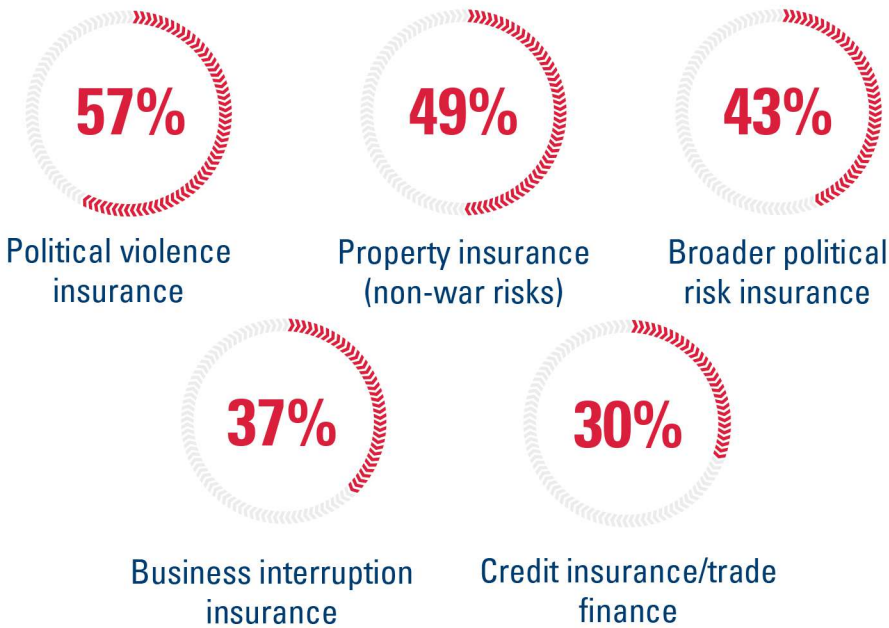 57%
49%
43%
Political violence
insurance
Property insurance
(non-war risks)
Broader political
risk insurance
37%
30%
Business interruption
insurance
Credit insurance/trade
finance